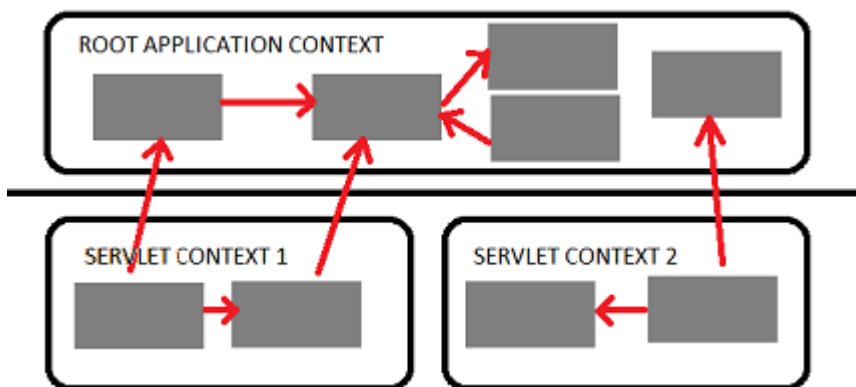 ROOT APPLICATION CONTEXT
SERVLET CONTEXT 1
SERVLET CONTEXT 2